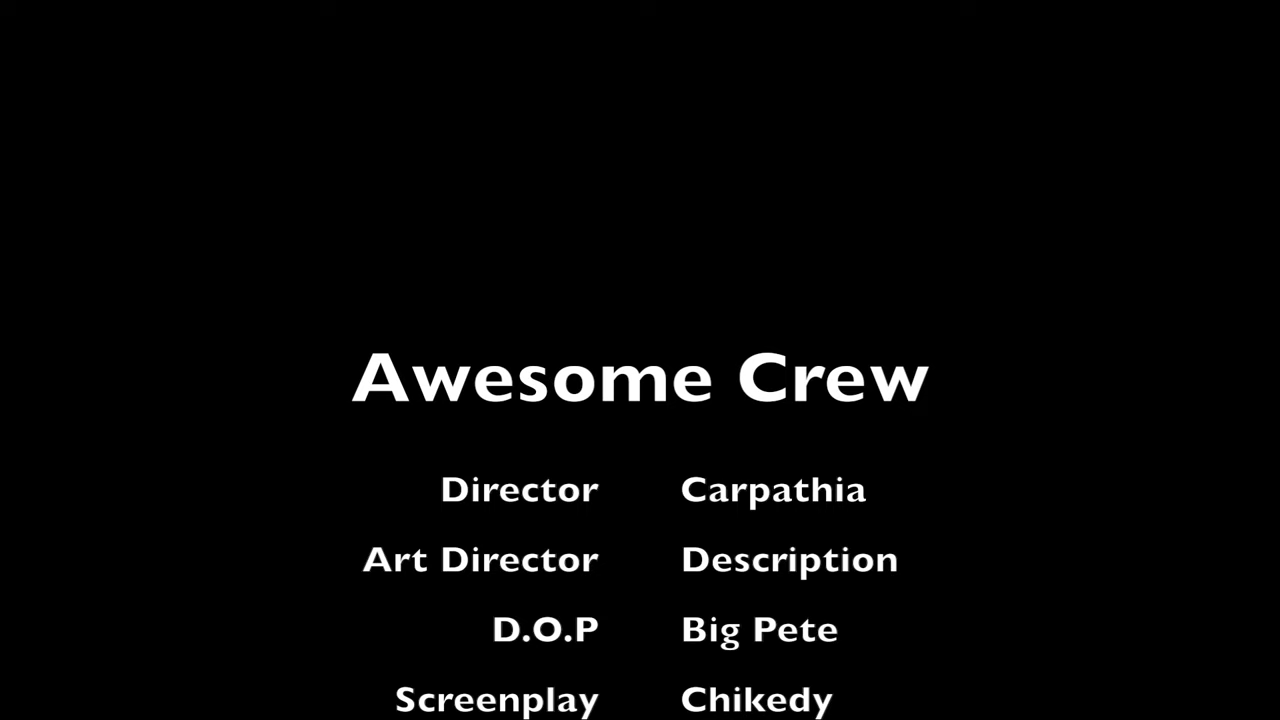 Awesome Crew
Director Carpathia
Art Director Description
D.O.P Big Pete
Screenplay Chikedy